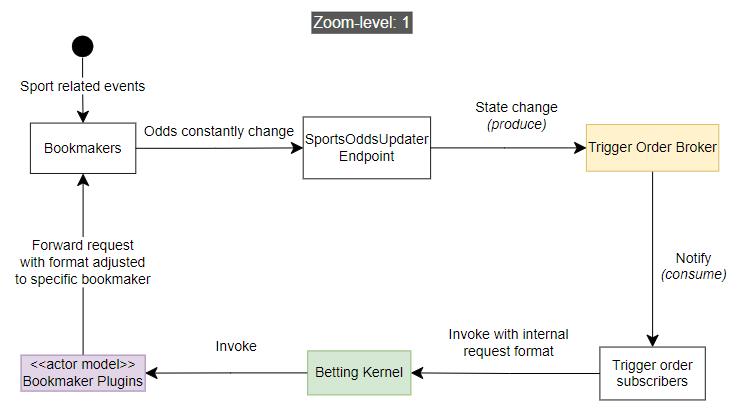 Zoom-level: 1
Sport related events
Bookmakers
Odds constantly change
SportsOddsUpdater
Endpoint
State change
(produce)
Trigger Order Broker
Notify
(consume)
Trigger order
subscribers
Invoke with internal
request format
Betting Kernel
Invoke
<<actor model>>
Bookmaker Plugins
Forward request
with format adjusted
to specific bookmaker